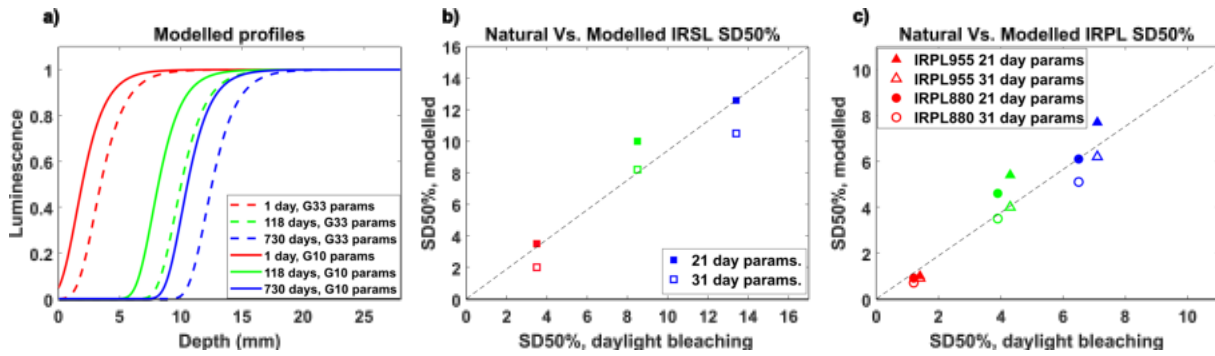 a)
Modelled profiles
Luminescence
1
0.8
0.6
0.4
0.2
0
0 5 10 15 20 25
Depth (mm)
1 day, G33 params
118 days, G33 params
730 days, G33 params
1 day, G10 params
118 days, G10 params
730 days, G10 params
b)
Natural Vs. Modelled IRSL SD50%
SD50%, modelled
16
14
12
10
8
6
4
2
0
0 2 4 6 8 10 12 14 16
SD50%, daylight bleaching
21 day params.
31 day params.
c)
Natural Vs. Modelled IRPL SD50%
SD50%, modelled
10
8
6
4
2
0
0 2 4 6 8 10
SD50%, daylight bleaching
IRPL955 21 day params
IRPL955 31 day params
IRPL880 21 day params
IRPL880 31 day params